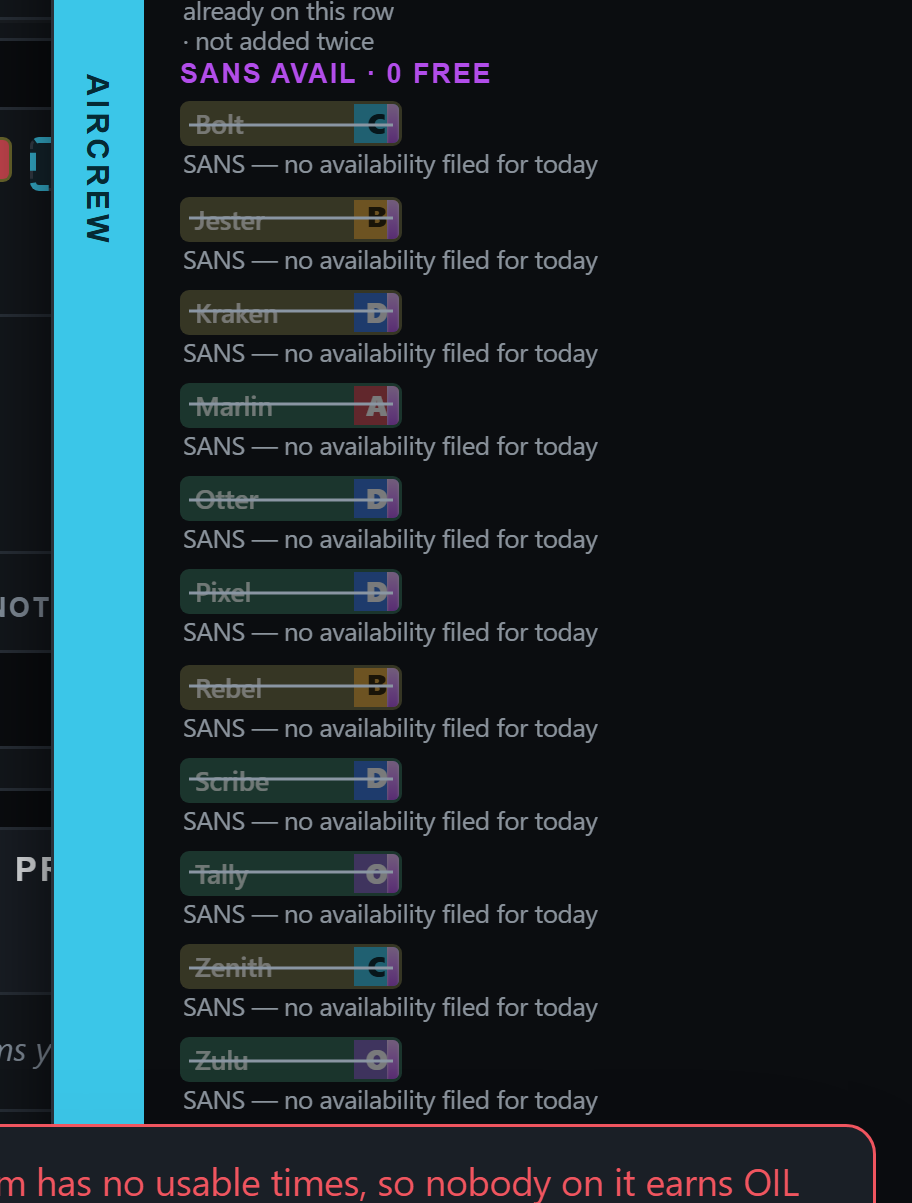 already on this row
· not added twice
SANS AVAIL · 0 FREE
AIRCREW
Bolt C
SANS — no availability filed for today
Jester B
SANS — no availability filed for today
Kraken D
SANS — no availability filed for today
Marlin A
SANS — no availability filed for today
Otter D
SANS — no availability filed for today
Pixel D
SANS — no availability filed for today
NOT
Rebel B
SANS — no availability filed for today
Scribe D
SANS — no availability filed for today
PR
Tally O
SANS — no availability filed for today
Zenith C
SANS — no availability filed for today
ms y
Zulu O
SANS — no availability filed for today
m has no usable times, so nobody on it earns OIL